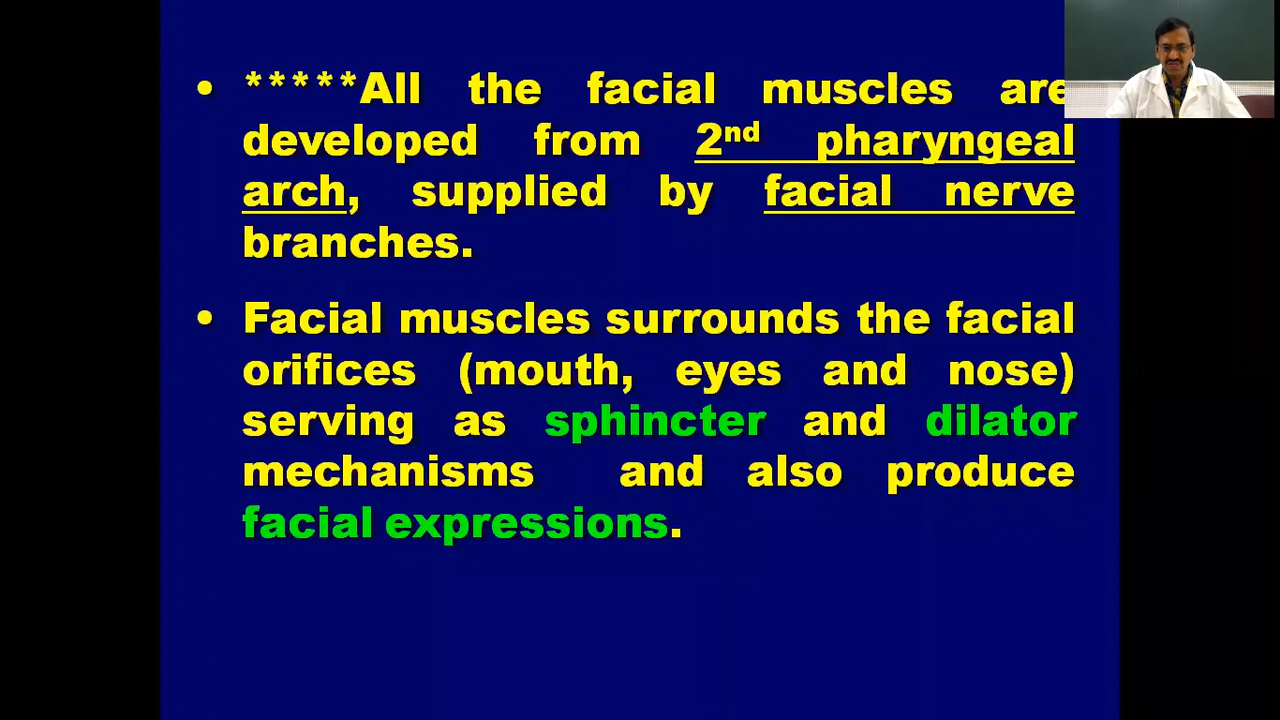 • *****All the facial muscles are
developed from 2nd pharyngeal
arch, supplied by facial nerve
branches.
• Facial muscles surrounds the facial
orifices (mouth, eyes and nose)
serving as sphincter and dilator
mechanisms and also produce
facial expressions.